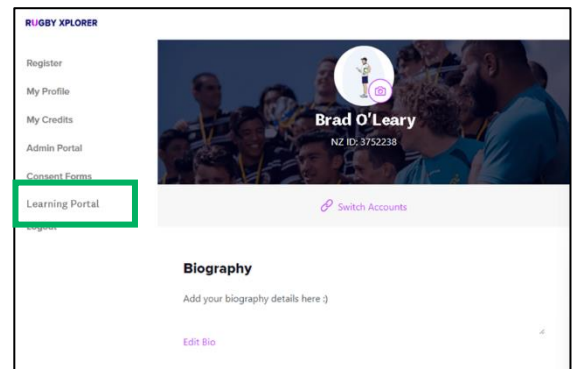 RUGBY XPLORER
Register
My Profile
My Credits
Admin Portal
Consent Forms
Learning Portal
Logout
Brad O'Leary
NZ ID: 3752238
Switch Accounts
Biography
Add your biography details here :)
Edit Bio